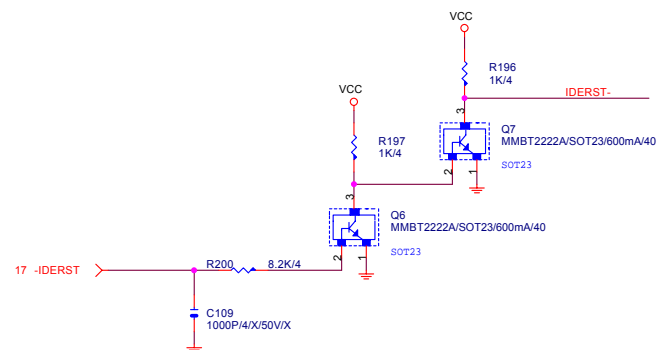 VCC
R196
1K/4
IDERST-
VCC
3
Q7
MMBT2222A/SOT23/600mA/40
R197
1K/4
SOT23
2
1
3
Q6
MMBT2222A/SOT23/600mA/40
SOT23
2
1
17 -IDERST
R200 8.2K/4
C109
1000P/4/X/50V/X